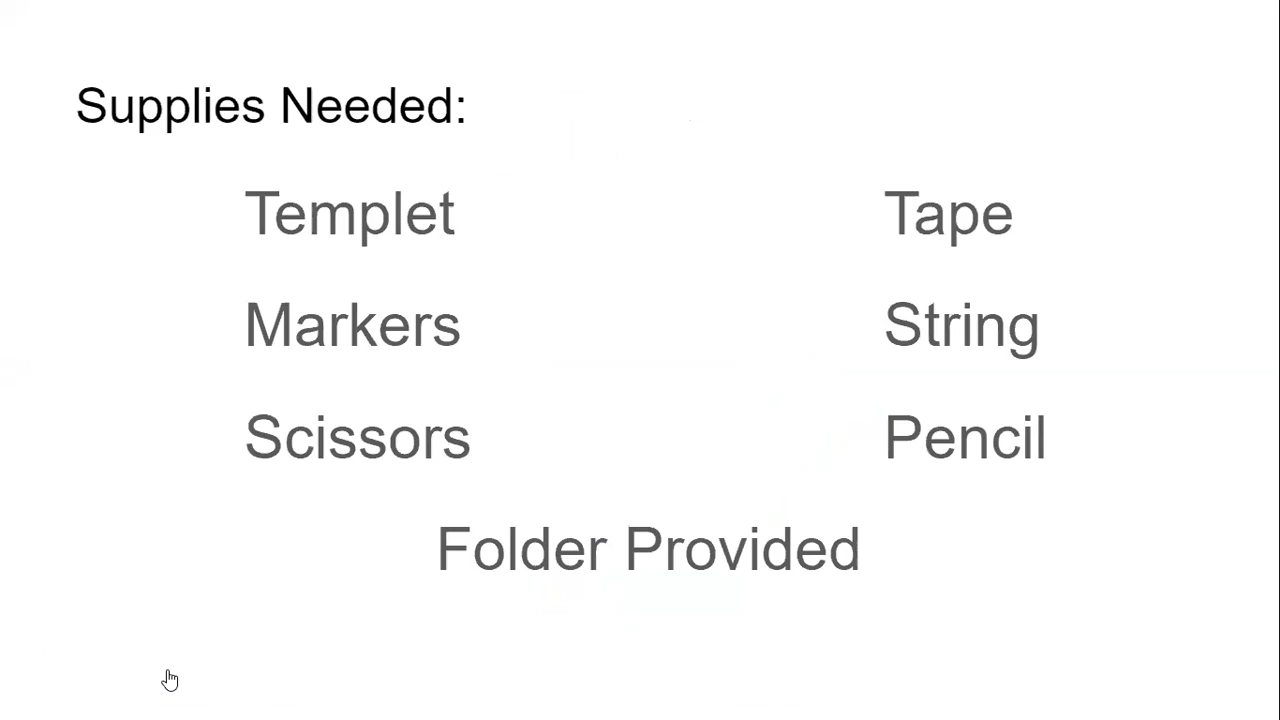 Supplies Needed:
Templet
Tape
Markers
String
Scissors
Pencil
Folder Provided